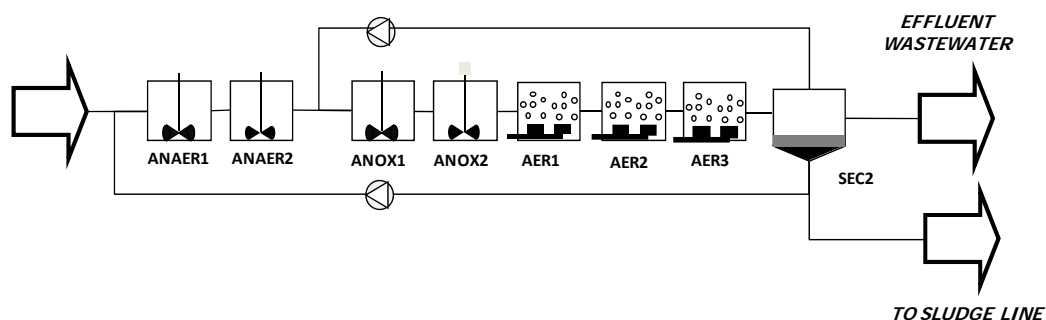 EFFLUENT
WASTEWATER
ANAER1
ANAER2
ANOX1
ANOX2
AER1
AER2
AER3
SEC2
TO SLUDGE LINE